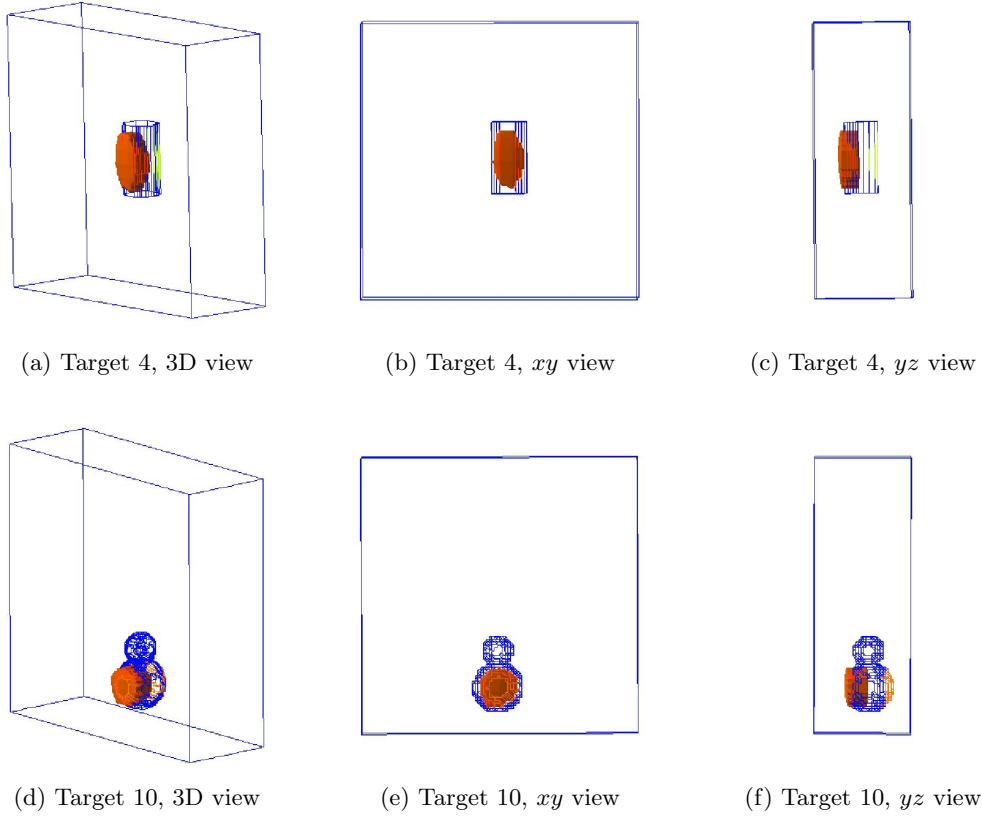 (a) Target 4, 3D view
(b) Target 4, xy view
(c) Target 4, yz view
(d) Target 10, 3D view
(e) Target 10, xy view
(f) Target 10, yz view